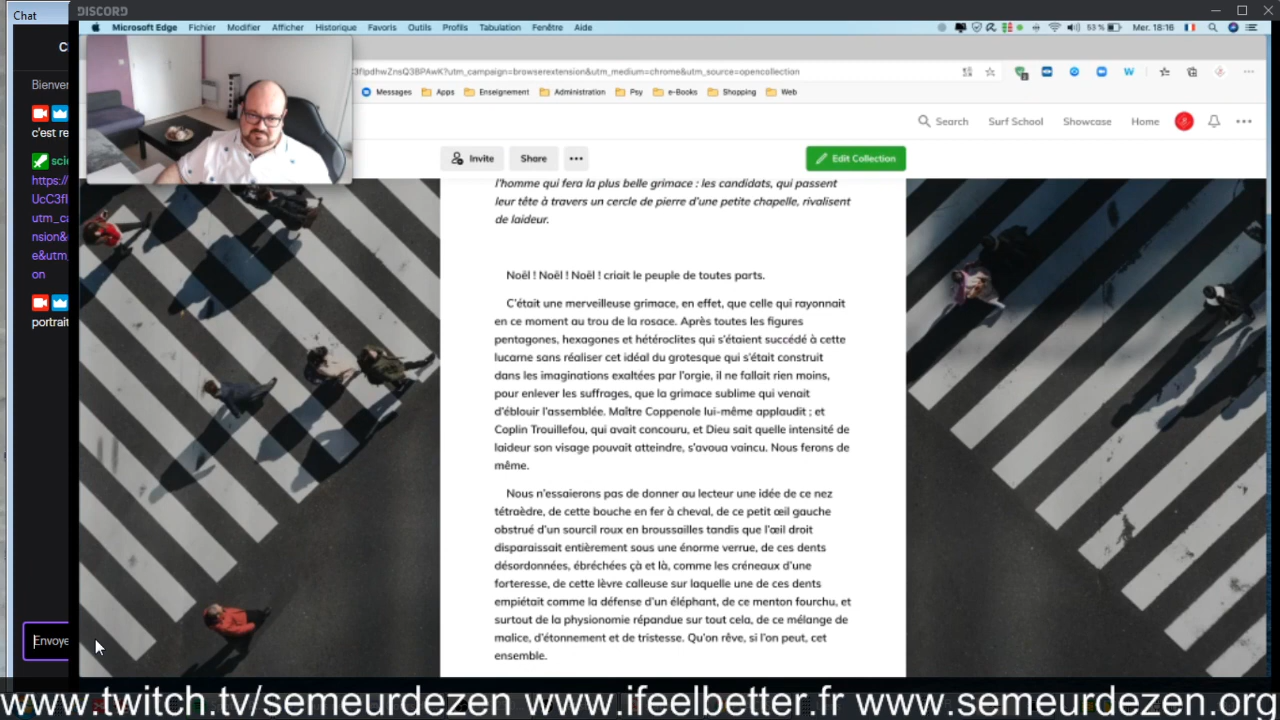 Chat
DISCORD
Microsoft Edge Fichier Modifier Afficher Historique Favoris Outils Profils Tabulation Fenêtre Aide
53 % Mer. 18:16
3fIpdhwZnsQ3BPAwK?utm_campaign=browserextension&utm_medium=chrome&utm_source=opencollection
Messages Apps Enseignement Administration Psy e-Books Shopping Web
Search Surf School Showcase Home
Invite Share Edit Collection
Bienven
c'est re
scie
https://
UcC3fI
utm_ca
nsion&
e&utm_
on
portrait
Envoye
l'homme qui fera la plus belle grimace : les candidats, qui passent
leur tête à travers un cercle de pierre d'une petite chapelle, rivalisent
de laideur.
Noël ! Noël ! Noël ! criait le peuple de toutes parts.
C'était une merveilleuse grimace, en effet, que celle qui rayonnait
en ce moment au trou de la rosace. Après toutes les figures
pentagones, hexagones et hétéroclites qui s'étaient succédé à cette
lucarne sans réaliser cet idéal du grotesque qui s'était construit
dans les imaginations exaltées par l'orgie, il ne fallait rien moins,
pour enlever les suffrages, que la grimace sublime qui venait
d'éblouir l'assemblée. Maître Coppenole lui-même applaudit ; et
Coplin Trouillefou, qui avait concouru, et Dieu sait quelle intensité de
laideur son visage pouvait atteindre, s'avoua vaincu. Nous ferons de
même.
Nous n'essaierons pas de donner au lecteur une idée de ce nez
tétraèdre, de cette bouche en fer à cheval, de ce petit œil gauche
obstrué d'un sourcil roux en broussailles tandis que l'œil droit
disparaissait entièrement sous une énorme verrue, de ces dents
désordonnées, ébréchées çà et là, comme les créneaux d'une
forteresse, de cette lèvre calleuse sur laquelle une de ces dents
empiétait comme la défense d'un éléphant, de ce menton fourchu, et
surtout de la physionomie répandue sur tout cela, de ce mélange de
malice, d'étonnement et de tristesse. Qu'on rêve, si l'on peut, cet
ensemble.
www.twitch.tv/semeurdezen www.ifeelbetter.fr www.semeurdezen.org